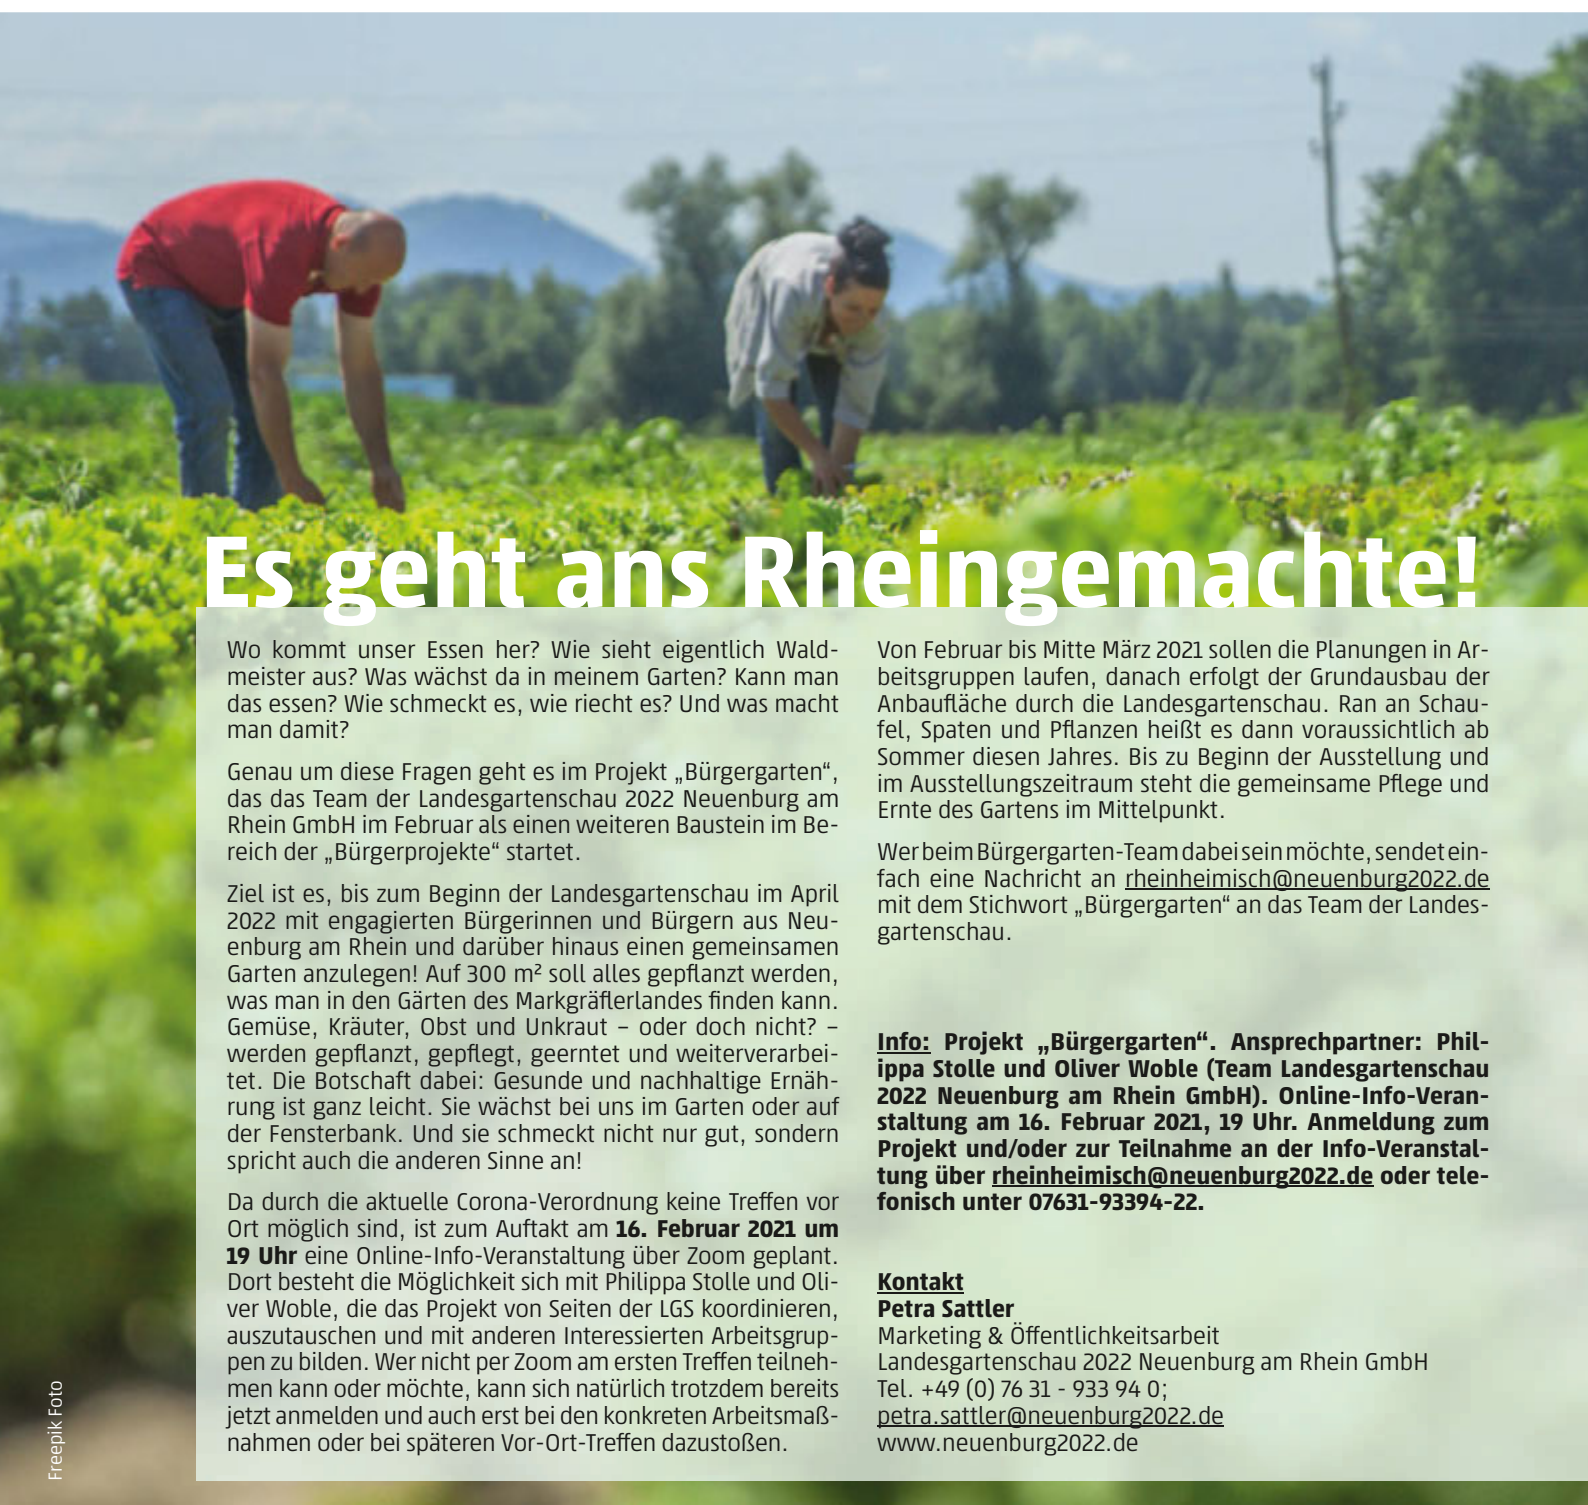 Es geht ans Rheingemachte!
Wo kommt unser Essen her? Wie sieht eigentlich Wald-
meister aus? Was wächst da in meinem Garten? Kann man
das essen? Wie schmeckt es, wie riecht es? Und was macht
man damit?
Genau um diese Fragen geht es im Projekt „Bürgergarten“,
das das Team der Landesgartenschau 2022 Neuenburg am
Rhein GmbH im Februar als einen weiteren Baustein im Be-
reich der „Bürgerprojekte“ startet.
Ziel ist es, bis zum Beginn der Landesgartenschau im April
2022 mit engagierten Bürgerinnen und Bürgern aus Neu-
enburg am Rhein und darüber hinaus einen gemeinsamen
Garten anzulegen! Auf 300 m² soll alles gepflanzt werden,
was man in den Gärten des Markgräflerlandes finden kann.
Gemüse, Kräuter, Obst und Unkraut – oder doch nicht? –
werden gepflanzt, gepflegt, geerntet und weiterverarbei-
tet. Die Botschaft dabei: Gesunde und nachhaltige Ernäh-
rung ist ganz leicht. Sie wächst bei uns im Garten oder auf
der Fensterbank. Und sie schmeckt nicht nur gut, sondern
spricht auch die anderen Sinne an!
Da durch die aktuelle Corona-Verordnung keine Treffen vor
Ort möglich sind, ist zum Auftakt am 16. Februar 2021 um
19 Uhr eine Online-Info-Veranstaltung über Zoom geplant.
Dort besteht die Möglichkeit sich mit Philippa Stolle und Oli-
ver Woble, die das Projekt von Seiten der LGS koordinieren,
auszutauschen und mit anderen Interessierten Arbeitsgrup-
pen zu bilden. Wer nicht per Zoom am ersten Treffen teilneh-
men kann oder möchte, kann sich natürlich trotzdem bereits
jetzt anmelden und auch erst bei den konkreten Arbeitsmaß-
nahmen oder bei späteren Vor-Ort-Treffen dazustoßen.
Von Februar bis Mitte März 2021 sollen die Planungen in Ar-
beitsgruppen laufen, danach erfolgt der Grundausbau der
Anbaufläche durch die Landesgartenschau. Ran an Schau-
fel, Spaten und Pflanzen heißt es dann voraussichtlich ab
Sommer diesen Jahres. Bis zu Beginn der Ausstellung und
im Ausstellungszeitraum steht die gemeinsame Pflege und
Ernte des Gartens im Mittelpunkt.
Wer beim Bürgergarten-Team dabei sein möchte, sendet ein-
fach eine Nachricht an rheinheimisch@neuenburg2022.de
mit dem Stichwort „Bürgergarten“ an das Team der Landes-
gartenschau.
Info: Projekt „Bürgergarten“. Ansprechpartner: Phil-
ippa Stolle und Oliver Woble (Team Landesgartenschau
2022 Neuenburg am Rhein GmbH). Online-Info-Veran-
staltung am 16. Februar 2021, 19 Uhr. Anmeldung zum
Projekt und/oder zur Teilnahme an der Info-Veranstal-
tung über rheinheimisch@neuenburg2022.de oder tele-
fonisch unter 07631-93394-22.
Kontakt
Petra Sattler
Marketing & Öffentlichkeitsarbeit
Landesgartenschau 2022 Neuenburg am Rhein GmbH
Tel. +49 (0) 76 31 - 933 94 0;
petra.sattler@neuenburg2022.de
www.neuenburg2022.de
Freepik Foto